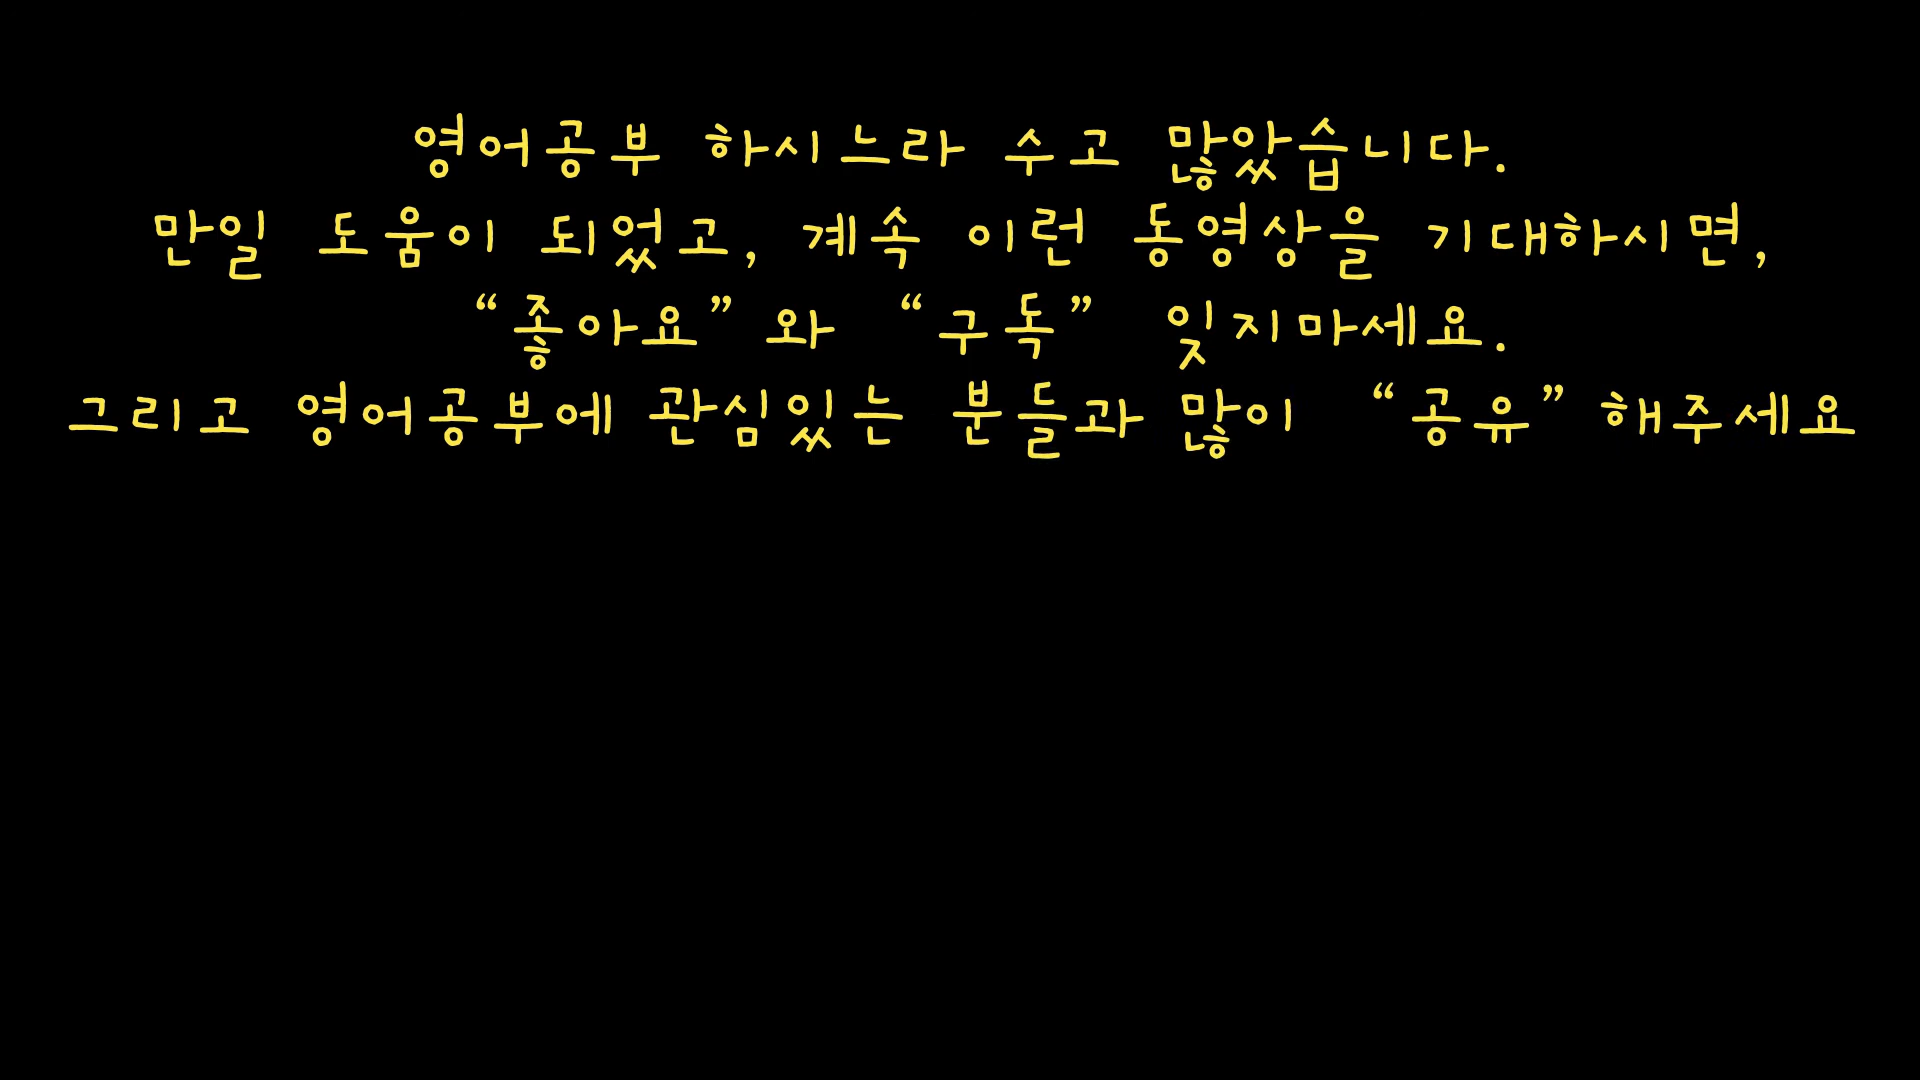 영어공부 하시느라 수고 많았습니다.
만일 도움이 되었고, 계속 이런 동영상을 기대하시면,
“좋아요”와 “구독” 잊지마세요.
그리고 영어공부에 관심있는 분들과 많이 “공유”해주세요